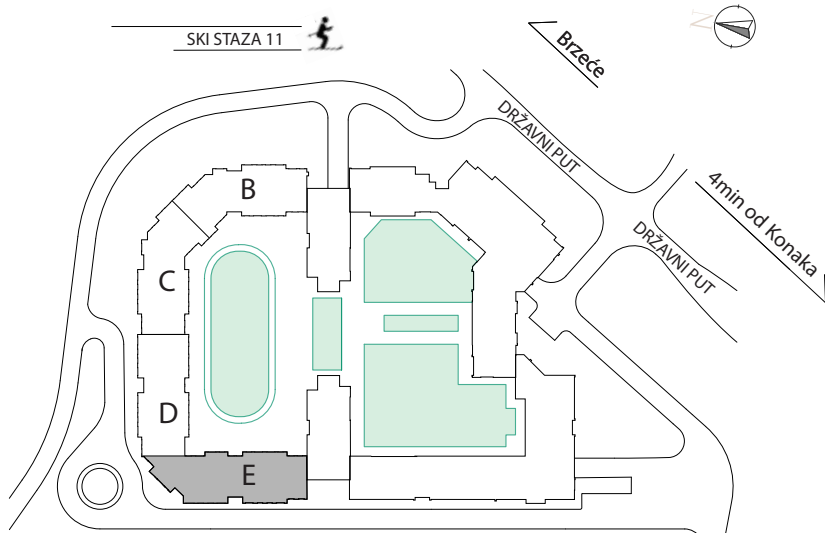 SKI STAZA 11
N
Brzeće
DRŽAVNI PUT
4min od Konaka
DRŽAVNI PUT
B
C
D
E